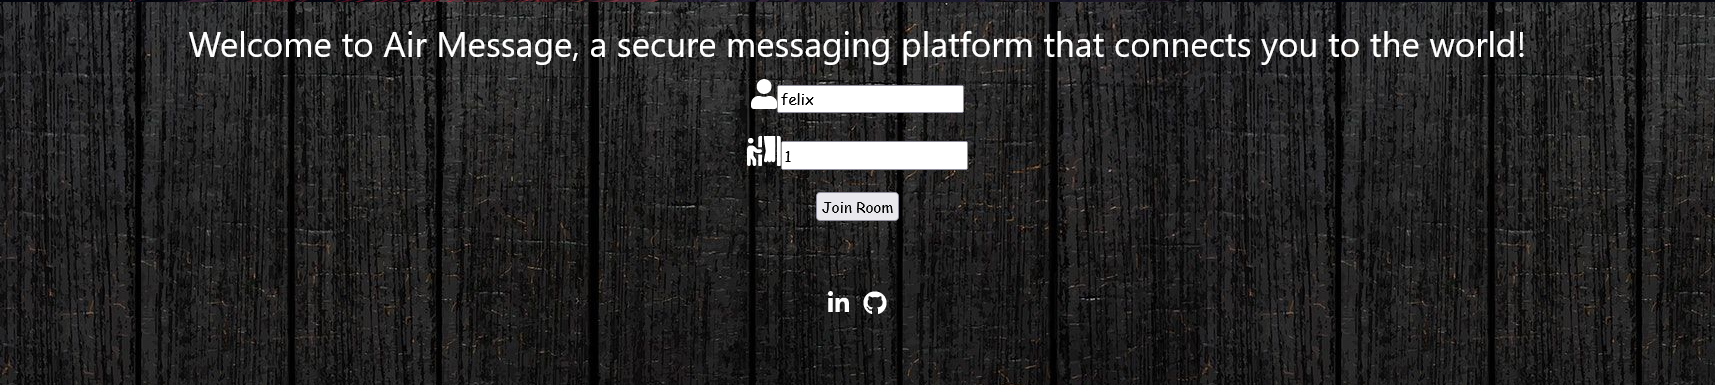 Welcome to Air Message, a secure messaging platform that connects you to the world!
felix
1
Join Room
in